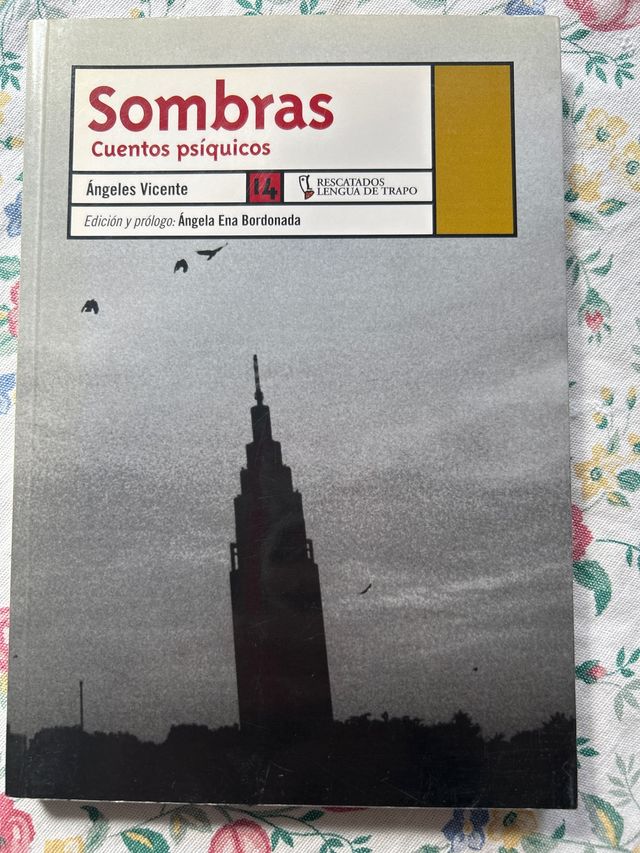 Sombras
Cuentos psíquicos
Ángeles Vicente
14
RESCATADOS
LENGUA DE TRAPO
Edición y prólogo: Ángela Ena Bordonada